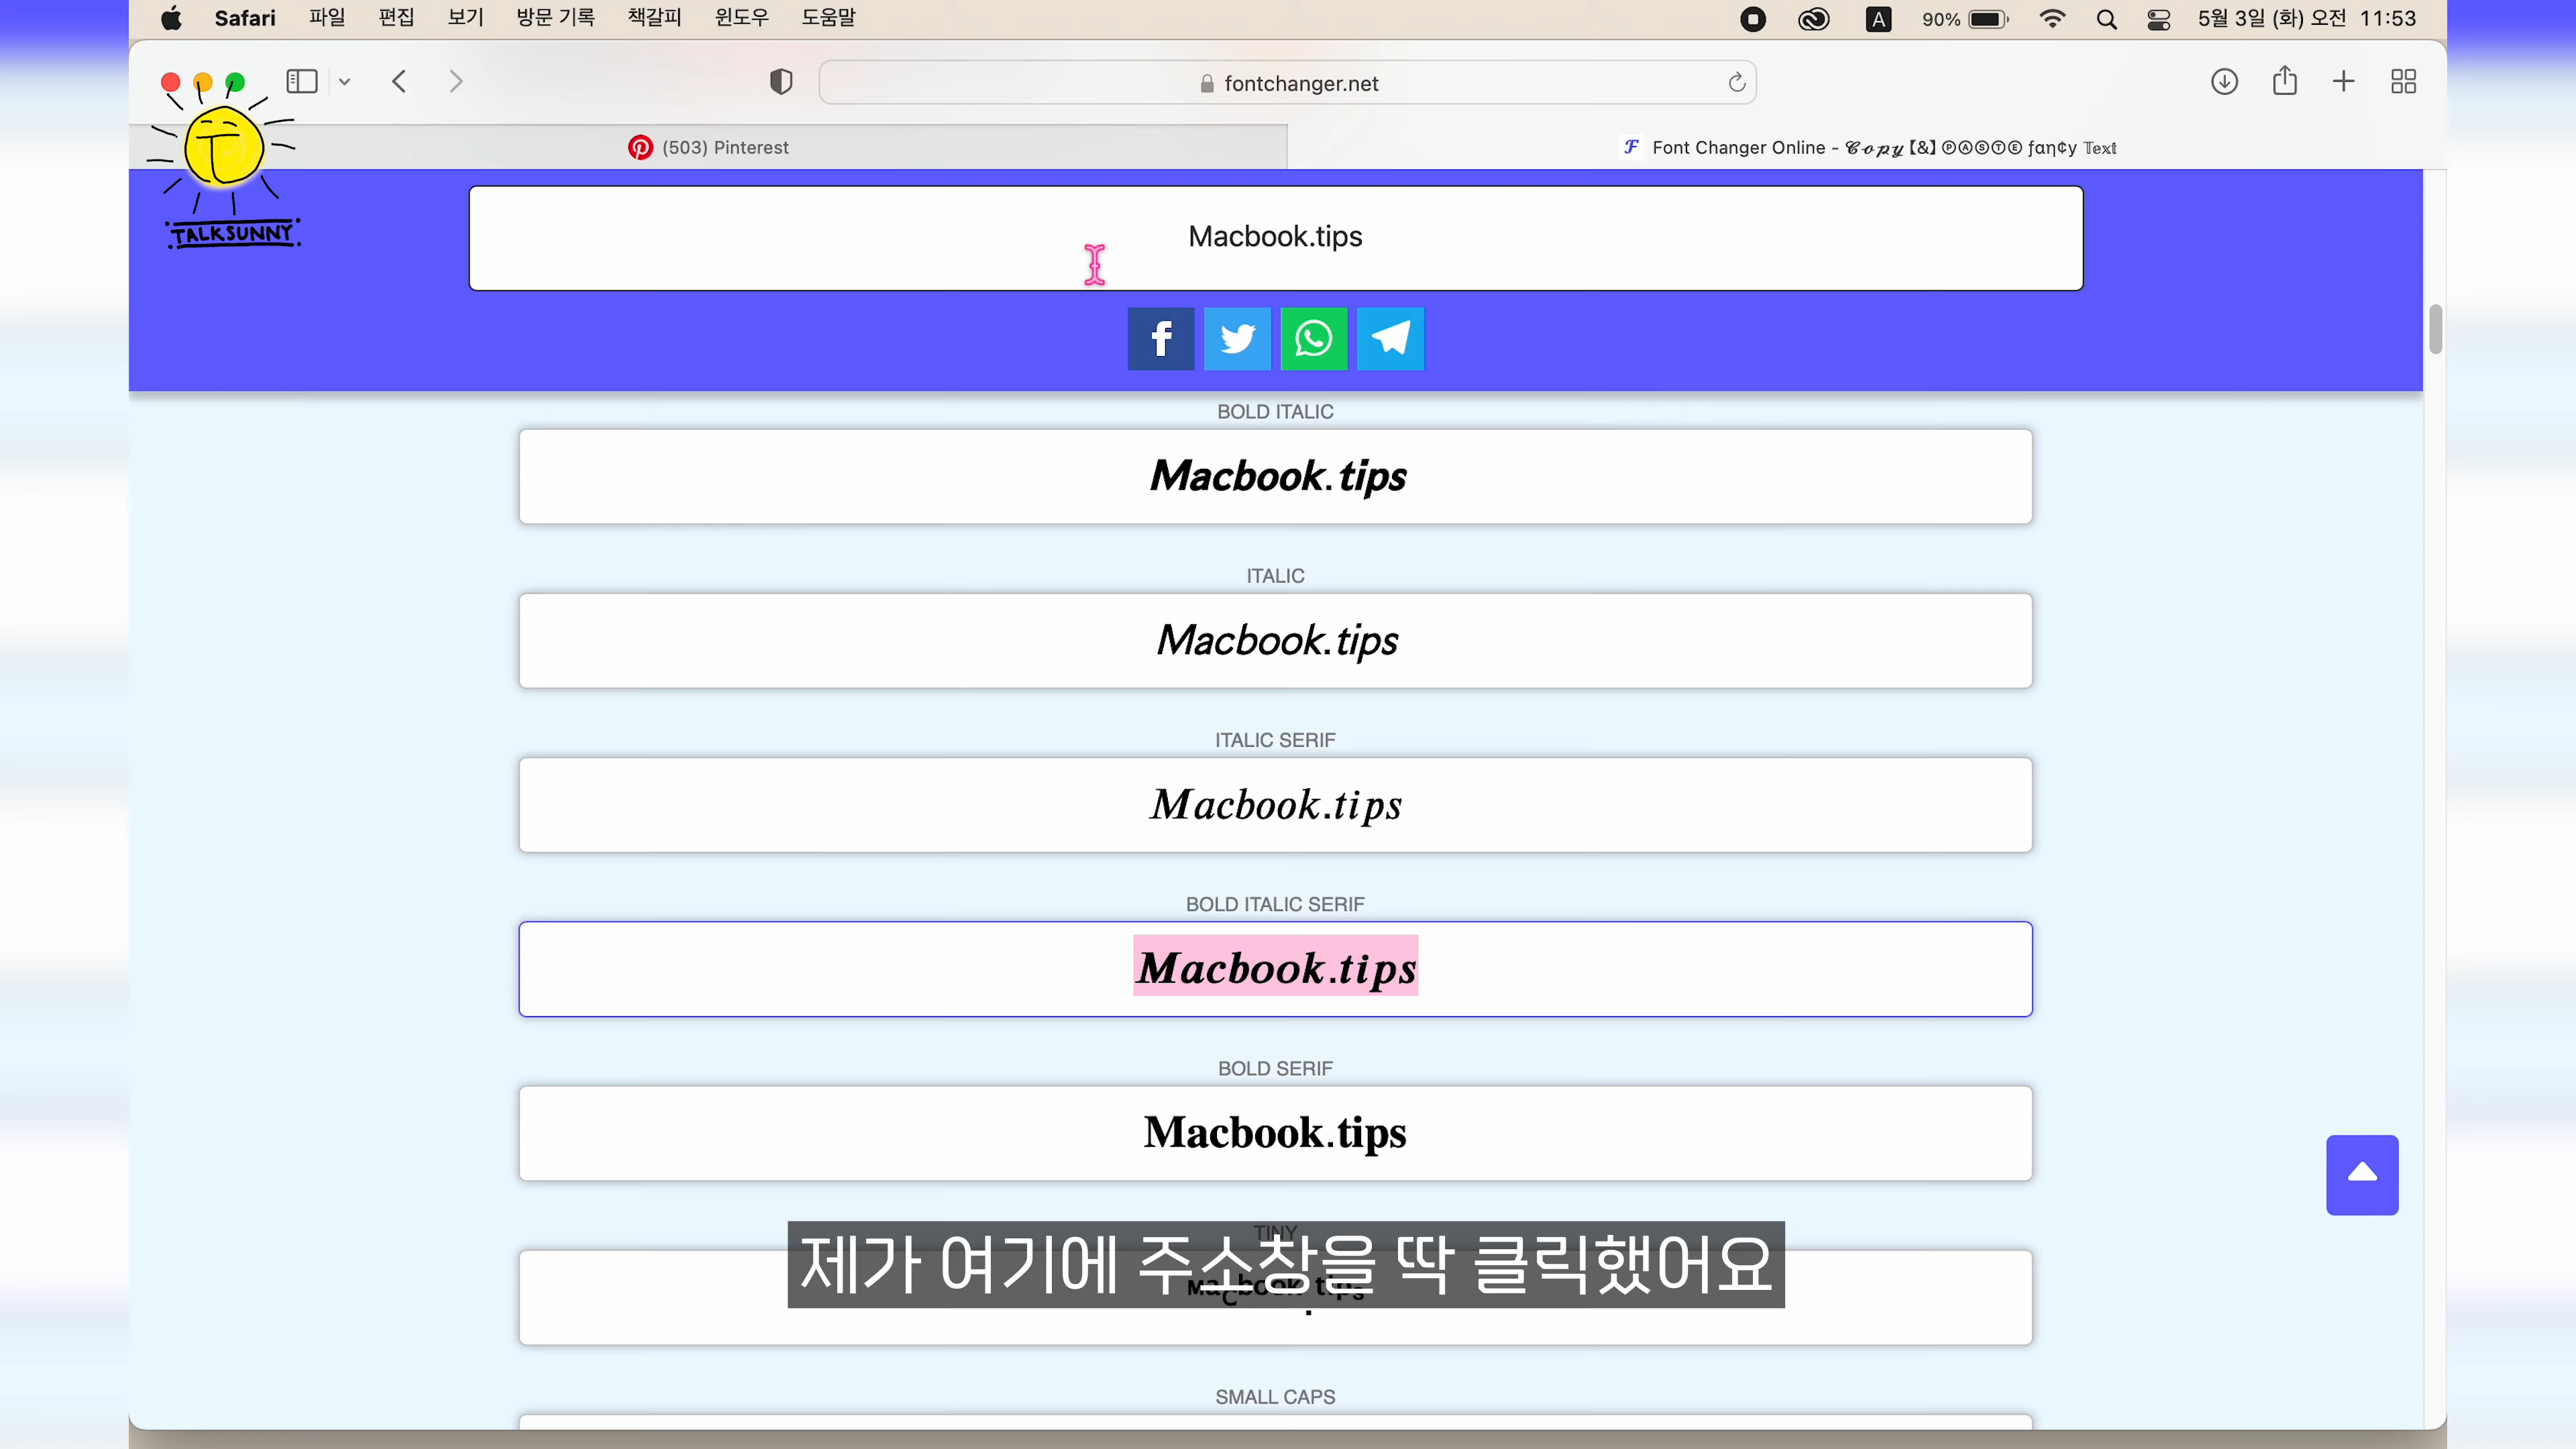 Safari 파일 편집 보기 방문 기록 책갈피 윈도우 도움말 A 90% 5월 3일 (화) 오전 11:53
fontchanger.net
(503) Pinterest
Font Changer Online - 𝓒𝓸𝓹𝔂【&】ⓅⒶⓈⓉⒺ ƒαη¢у 𝕋𝕖𝕩𝕥
T
TALKSUNNY
Macbook.tips
BOLD ITALIC
𝙈𝙖𝙘𝙗𝙤𝙤𝙠.𝙩𝙞𝙥𝙨
ITALIC
𝘔𝘢𝘤𝘣𝘰𝘰𝘬.𝘵𝘪𝘱𝘴
ITALIC SERIF
𝑀𝑎𝑐𝑏𝑜𝑜𝑘.𝑡𝑖𝑝𝑠
BOLD ITALIC SERIF
𝑴𝒂𝒄𝒃𝒐𝒐𝒌.𝒕𝒊𝒑𝒔
BOLD SERIF
𝐌𝐚𝐜𝐛𝐨𝐨𝐤.𝐭𝐢𝐩𝐬
TINY
제가 여기에 주소창을 딱 클릭했어요
SMALL CAPS